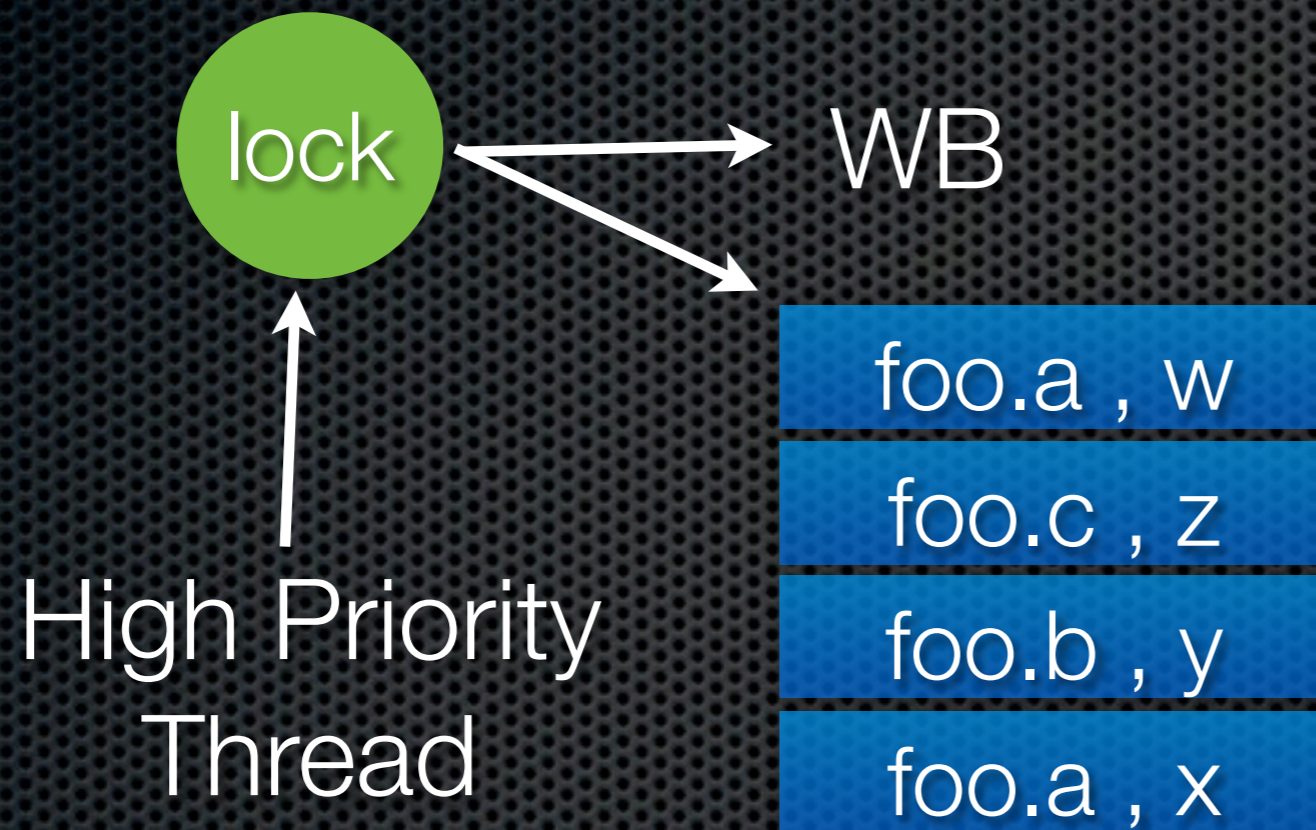 lock
WB
foo.a , w
foo.c , z
foo.b , y
foo.a , x
High Priority
Thread